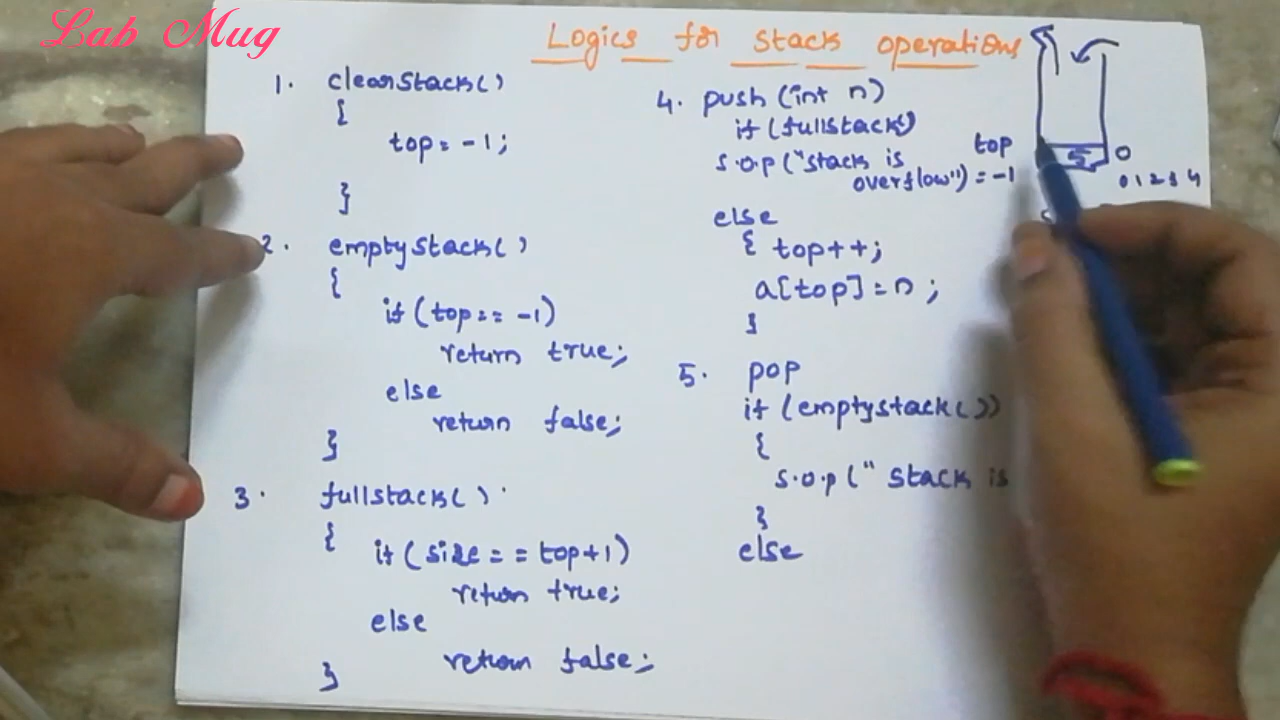 Lab Mug
Logics for stack operations
1. clearStack()
{
top = -1;
}
2. emptystack()
{
if (top == -1)
return true;
else
return false;
}
3. fullstack()
{
if (size == top+1)
return true;
else
return false;
}
4. push (int n)
if (fullstack)
s.o.p ("stack is
overflow")
else
{ top++;
a[top] = n ;
}
5. pop
if (emptystack())
{
s.o.p (" stack is
}
else
top
= -1
5 0
0 1 2 3 4